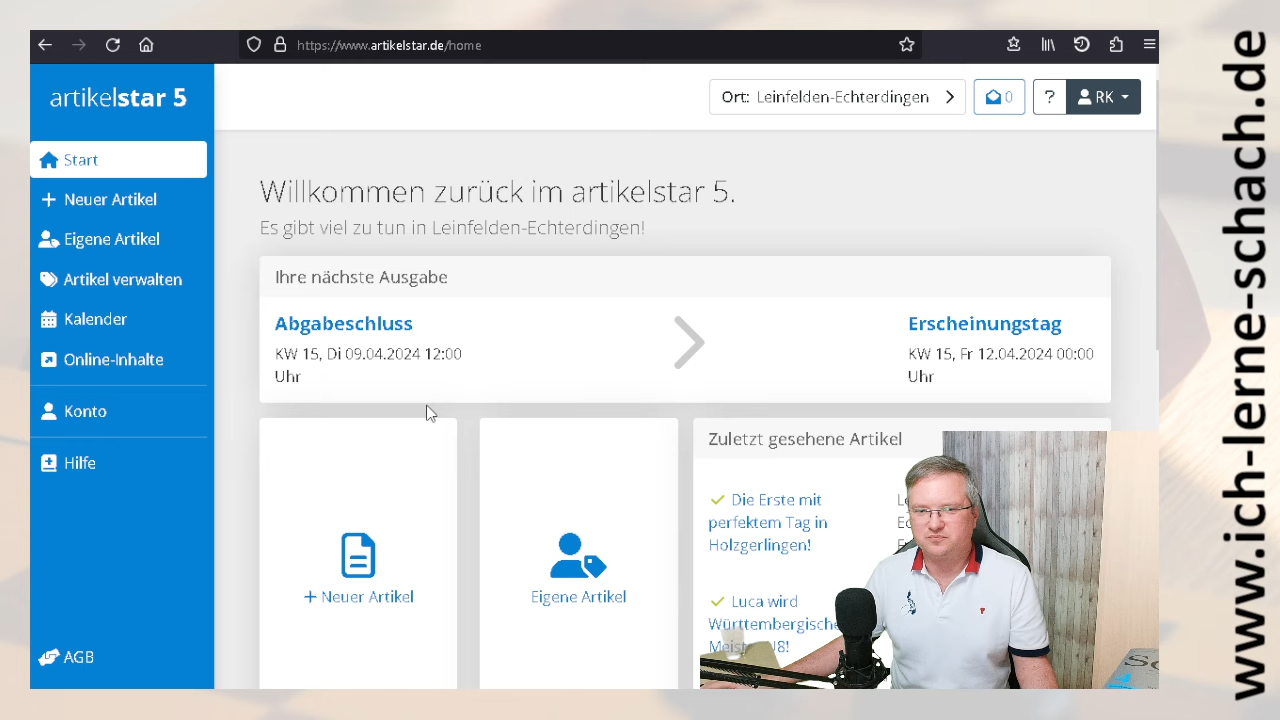 https://www.artikelstar.de/home
artikelstar 5
Ort: Leinfelden-Echterdingen
0
?
RK
Start
Neuer Artikel
Eigene Artikel
Artikel verwalten
Kalender
Online-Inhalte
Konto
Hilfe
AGB
Willkommen zurück im artikelstar 5.
Es gibt viel zu tun in Leinfelden-Echterdingen!
Ihre nächste Ausgabe
Abgabeschluss
KW 15, Di 09.04.2024 12:00
Uhr
Erscheinungstag
KW 15, Fr 12.04.2024 00:00
Uhr
+ Neuer Artikel
Eigene Artikel
Zuletzt gesehene Artikel
Die Erste mit
perfektem Tag in
Holzgerlingen!
Luca wird
www.ich-lerne-schach.de